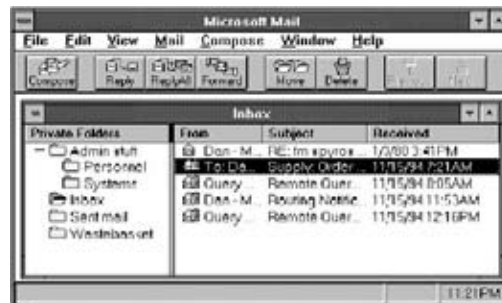 Microsoft Mail
File Edit View Mail Compose Window Help
Compose Reply ReplyAll Forward Move Delete
Inbox
Private Folders From Subject Received
Admin stuff Dan - M... RE: fm spyros ... 1/3/80 3:41PM
Personnel To: Da... Supply: Order ... 11/15/94 7:21AM
Systems Query ... Remote Quer... 11/15/94 8:05AM
Inbox Dan - M... Routing Notific... 11/15/94 11:53AM
Sent mail Query ... Remote Quer... 11/15/94 12:16PM
Wastebasket
11:21PM